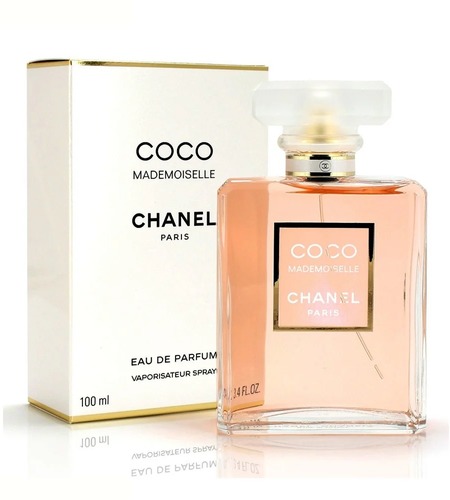 COCO
MADEMOISELLE
CHANEL
PARIS
EAU DE PARFUM
VAPORISATEUR SPRAY
100 ml
COCO
MADEMOISELLE
CHANEL
PARIS
3.4 FL.OZ.